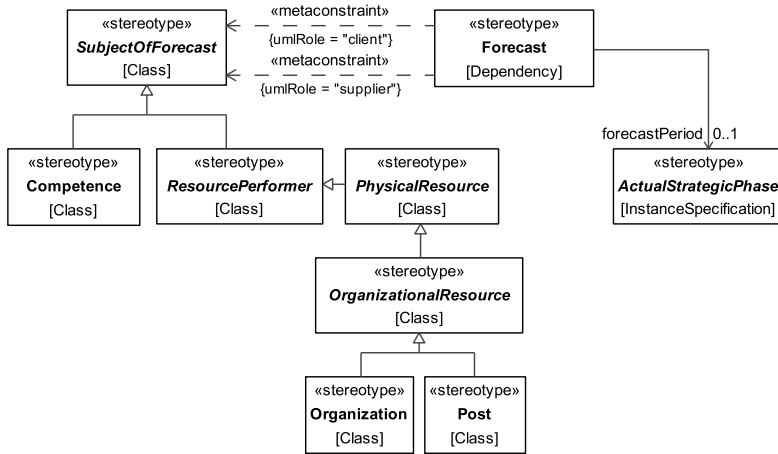 «stereotype»
SubjectOfForecast
[Class]
«metaconstraint»
{umlRole = "client"}
«metaconstraint»
{umlRole = "supplier"}
«stereotype»
Forecast
[Dependency]
forecastPeriod 0..1
«stereotype»
Competence
[Class]
«stereotype»
ResourcePerformer
[Class]
«stereotype»
PhysicalResource
[Class]
«stereotype»
ActualStrategicPhase
[InstanceSpecification]
«stereotype»
OrganizationalResource
[Class]
«stereotype»
Organization
[Class]
«stereotype»
Post
[Class]